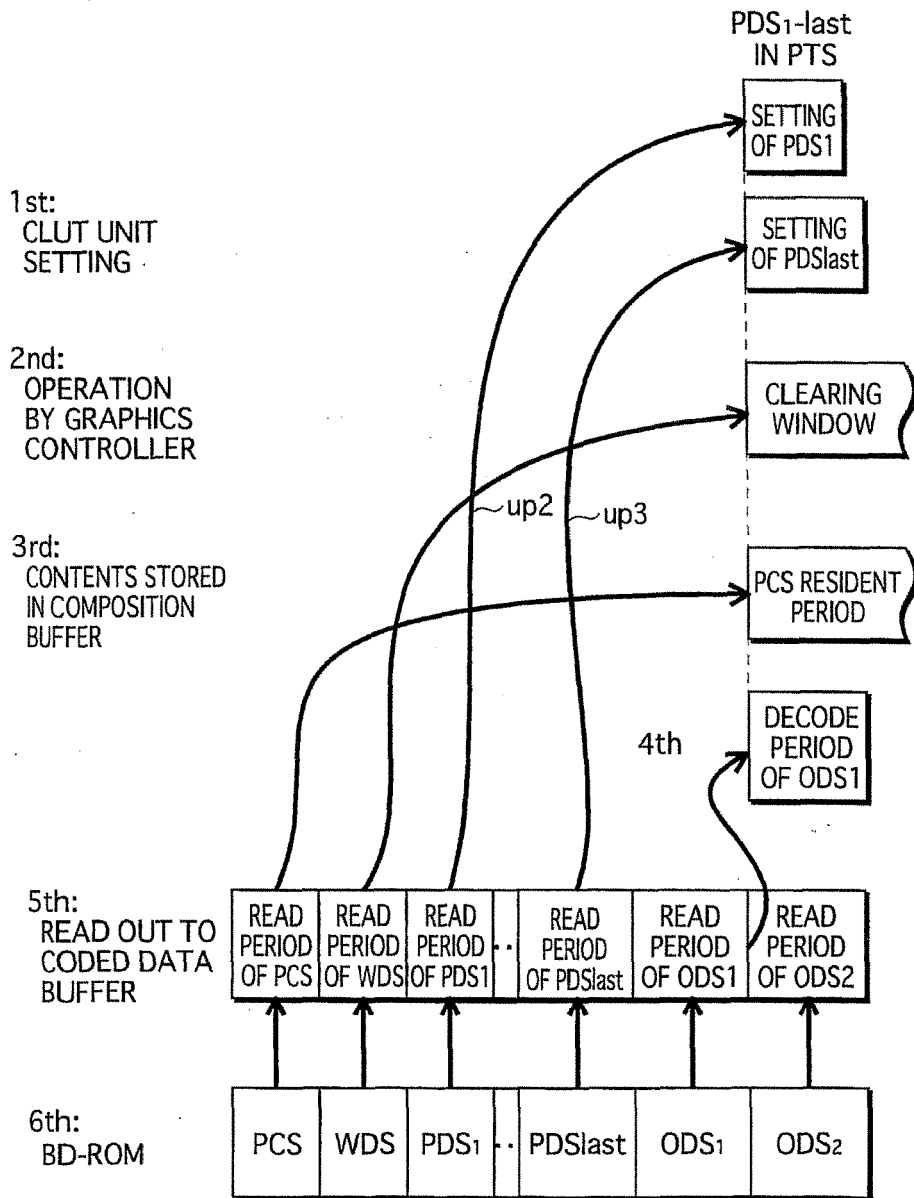 PDS1-last
IN PTS
SETTING
OF PDS1
1st:
CLUT UNIT
SETTING
SETTING
OF PDSlast
2nd:
OPERATION
BY GRAPHICS
CONTROLLER
CLEARING
WINDOW
up2
up3
3rd:
CONTENTS STORED
IN COMPOSITION
BUFFER
PCS RESIDENT
PERIOD
4th
DECODE
PERIOD
OF ODS1
5th:
READ OUT TO
CODED DATA
BUFFER
READ
PERIOD
OF PCS
READ
PERIOD
OF WDS
READ
PERIOD
OF PDS1
..
READ
PERIOD
OF PDSlast
READ
PERIOD
OF ODS1
READ
PERIOD
OF ODS2
6th:
BD-ROM
PCS
WDS
PDS1
..
PDSlast
ODS1
ODS2